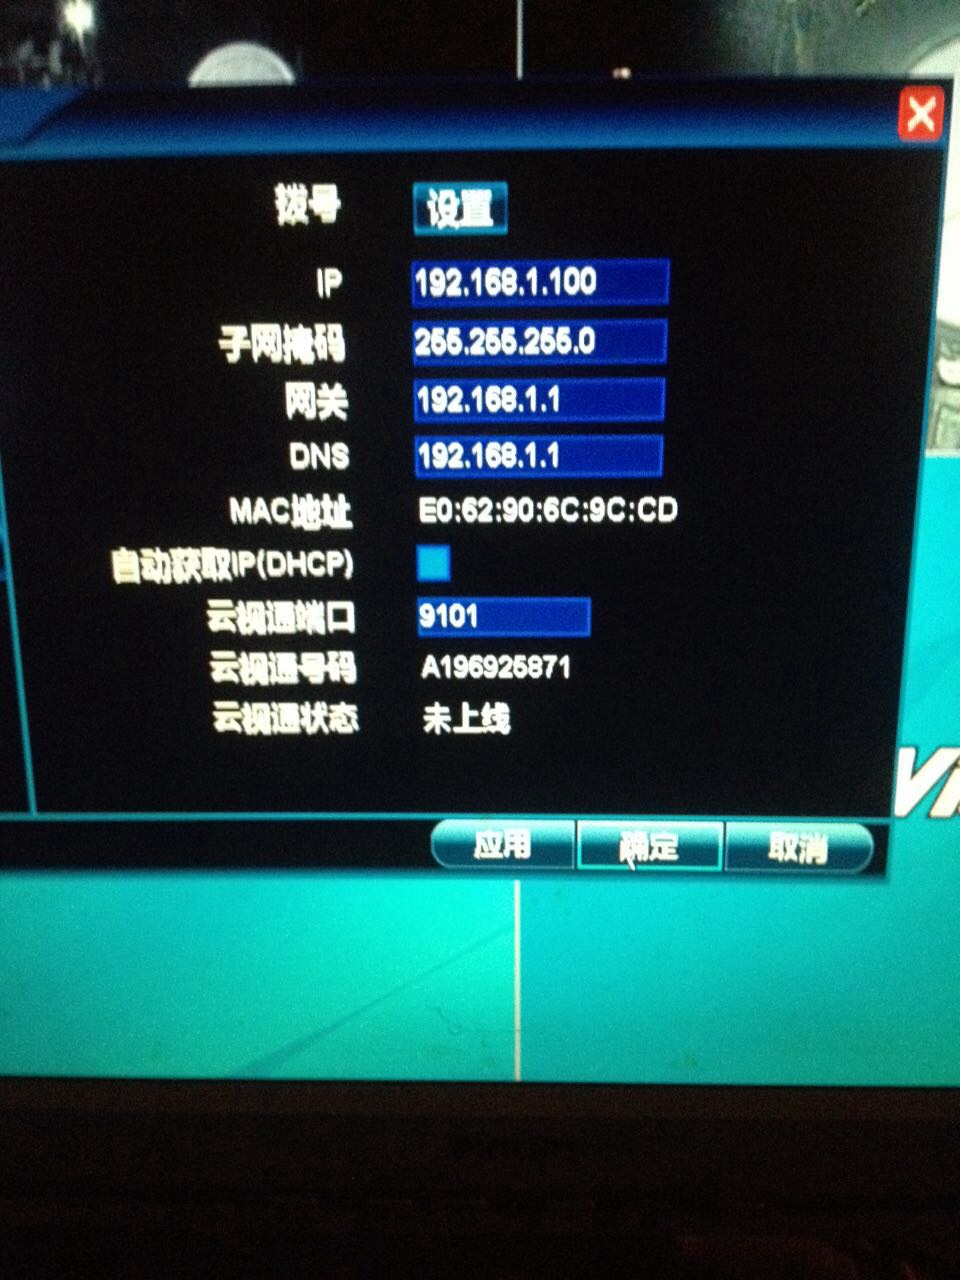 拨号 设置
IP 192.168.1.100
子网掩码 255.255.255.0
网关 192.168.1.1
DNS 192.168.1.1
MAC地址 E0:62:90:6C:9C:CD
自动获取IP(DHCP)
云视通端口 9101
云视通号码 A196925871
云视通状态 未上线
Vi
应用 确定 取消